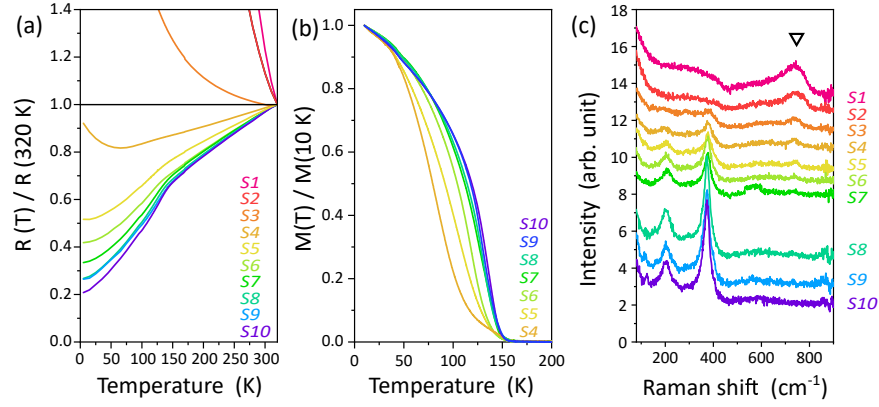 (a)
R (T) / R (320 K)
1.4
1.2
1.0
0.8
0.6
0.4
0.2
0.0
0 50 100 150 200 250 300
Temperature (K)
S1
S2
S3
S4
S5
S6
S7
S8
S9
S10
(b)
M(T) / M(10 K)
1.0
0.8
0.6
0.4
0.2
0.0
0 50 100 150 200
Temperature (K)
S10
S9
S8
S7
S6
S5
S4
(c)
Intensity (arb. unit)
18
16
14
12
10
8
6
4
2
0
200 400 600 800
Raman shift (cm-1)
S1
S2
S3
S4
S5
S6
S7
S8
S9
S10